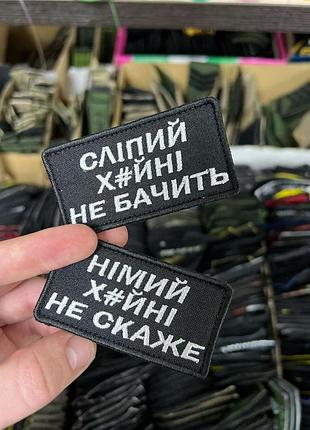 СЛІПИЙ
Х#ЙНІ
НЕ БАЧИТЬ
НІМИЙ
Х#ЙНІ
НЕ СКАЖЕ